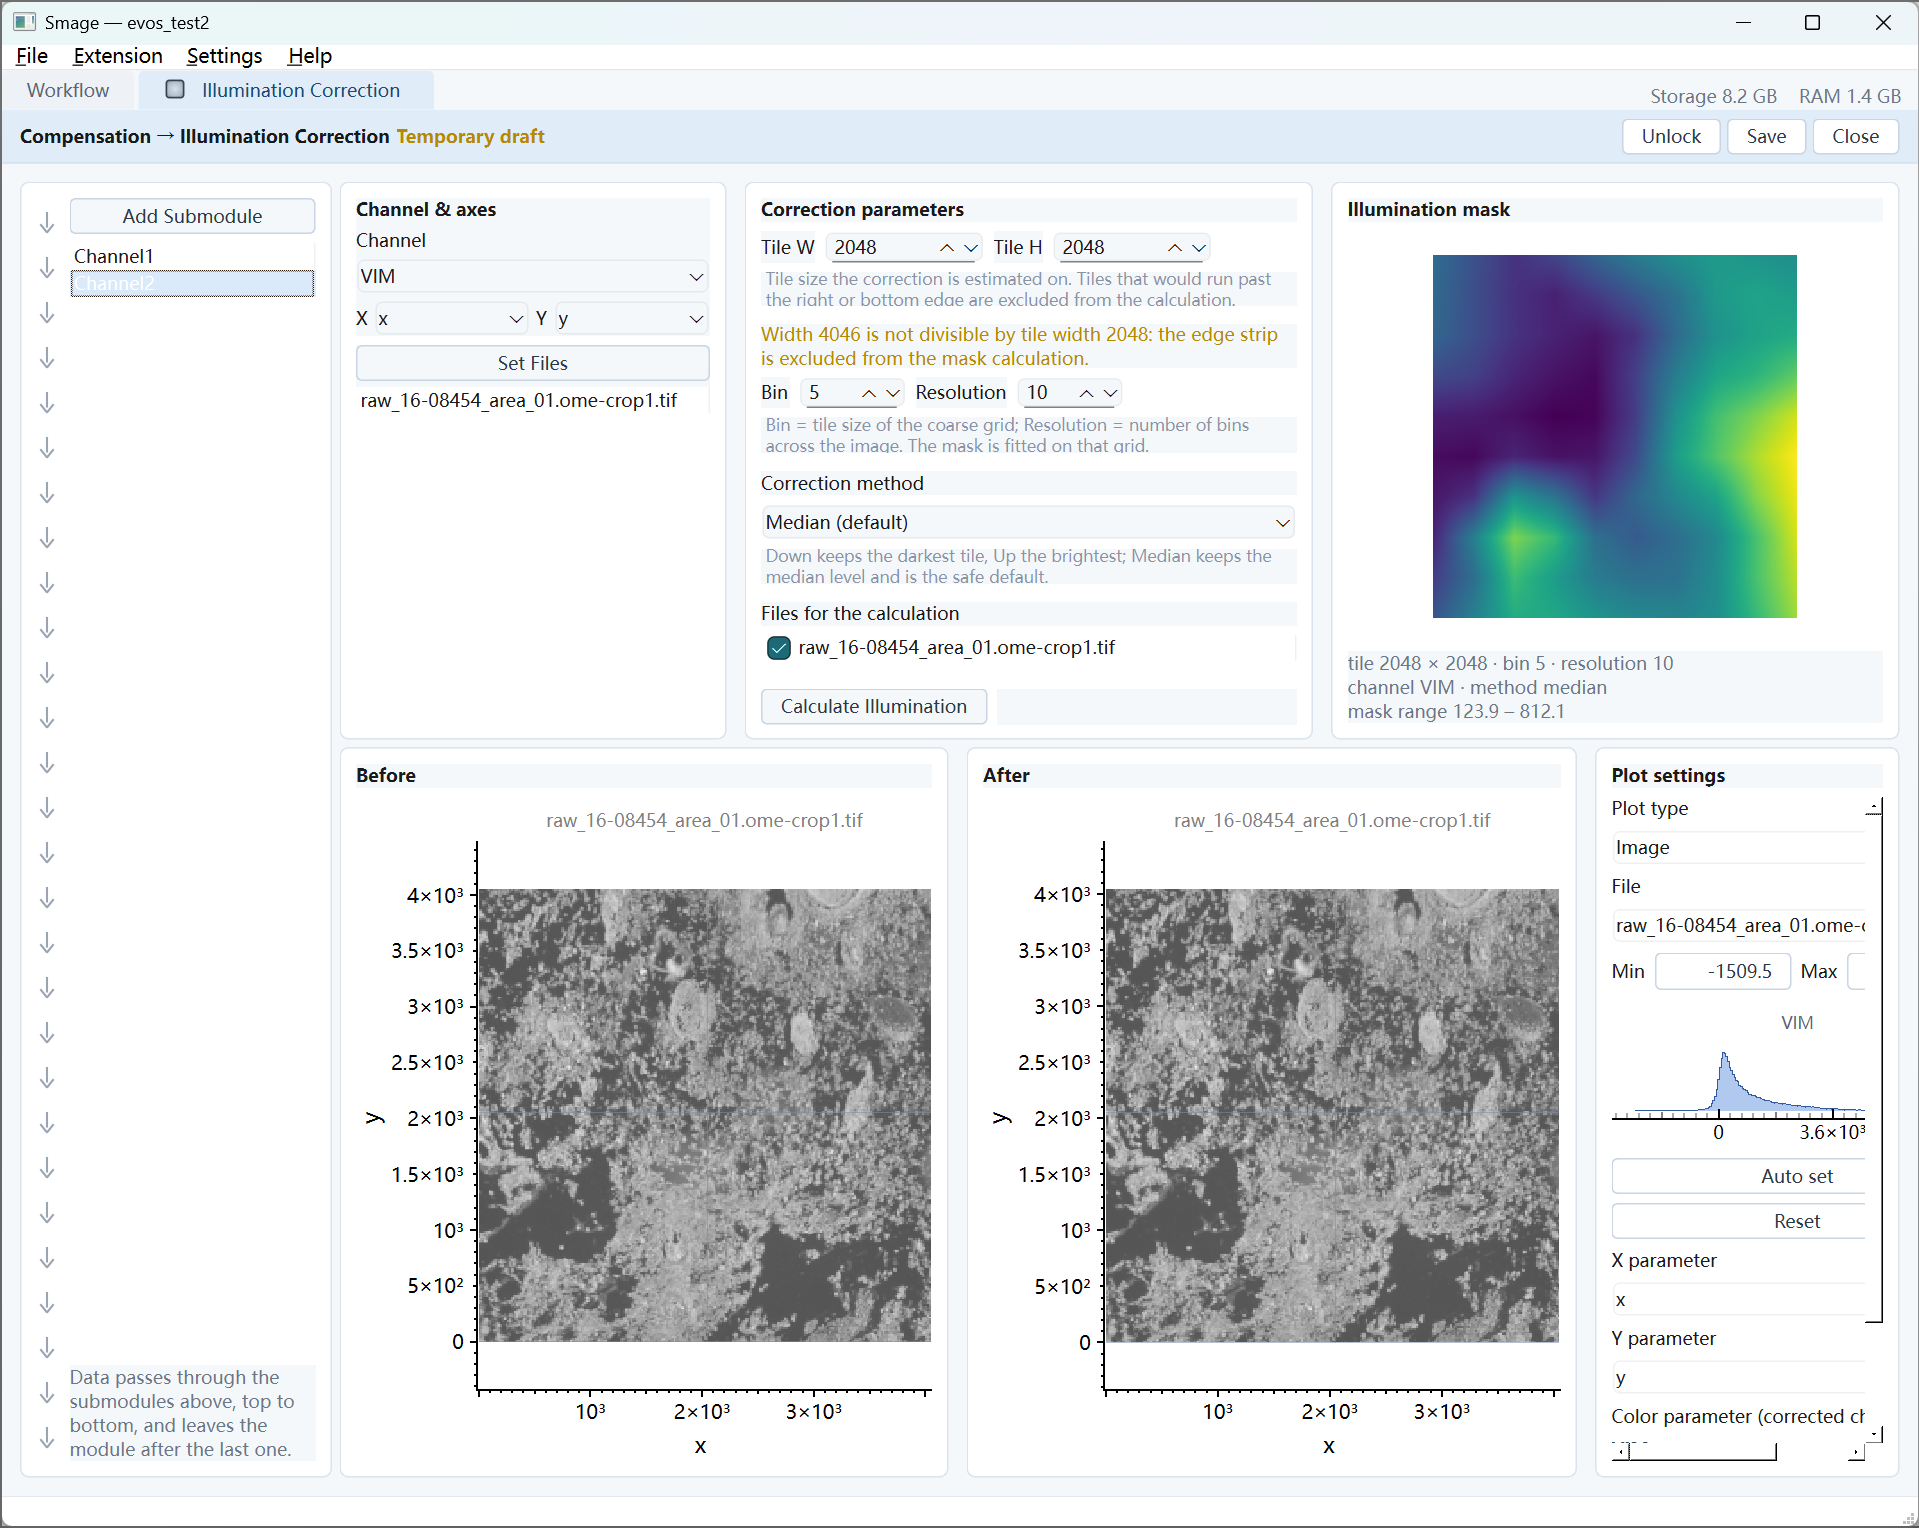 Smage — evos_test2
File Extension Settings Help
Workflow Illumination Correction
Storage 8.2 GB RAM 1.4 GB
Compensation → Illumination Correction Temporary draft
Unlock Save Close
Add Submodule
Channel1
Channel2
Data passes through the
submodules above, top to
bottom, and leaves the
module after the last one.
Channel & axes
Channel
VIM
X x Y y
Set Files
raw_16-08454_area_01.ome-crop1.tif
Correction parameters
Tile W 2048 Tile H 2048
Tile size the correction is estimated on. Tiles that would run past
the right or bottom edge are excluded from the calculation.
Width 4046 is not divisible by tile width 2048: the edge strip
is excluded from the mask calculation.
Bin 5 Resolution 10
Bin = tile size of the coarse grid; Resolution = number of bins
across the image. The mask is fitted on that grid.
Correction method
Median (default)
Down keeps the darkest tile, Up the brightest; Median keeps the
median level and is the safe default.
Files for the calculation
raw_16-08454_area_01.ome-crop1.tif
Calculate Illumination
Illumination mask
tile 2048 × 2048 · bin 5 · resolution 10
channel VIM · method median
mask range 123.9 – 812.1
Before
raw_16-08454_area_01.ome-crop1.tif
4×10³
3.5×10³
3×10³
2.5×10³
2×10³
1.5×10³
10³
5×10²
0
y
10³ 2×10³ 3×10³
x
After
raw_16-08454_area_01.ome-crop1.tif
4×10³
3.5×10³
3×10³
2.5×10³
2×10³
1.5×10³
10³
5×10²
0
y
10³ 2×10³ 3×10³
x
Plot settings
Plot type
Image
File
raw_16-08454_area_01.ome-
Min -1509.5 Max
VIM
0 3.6×10³
Auto set
Reset
X parameter
x
Y parameter
y
Color parameter (corrected